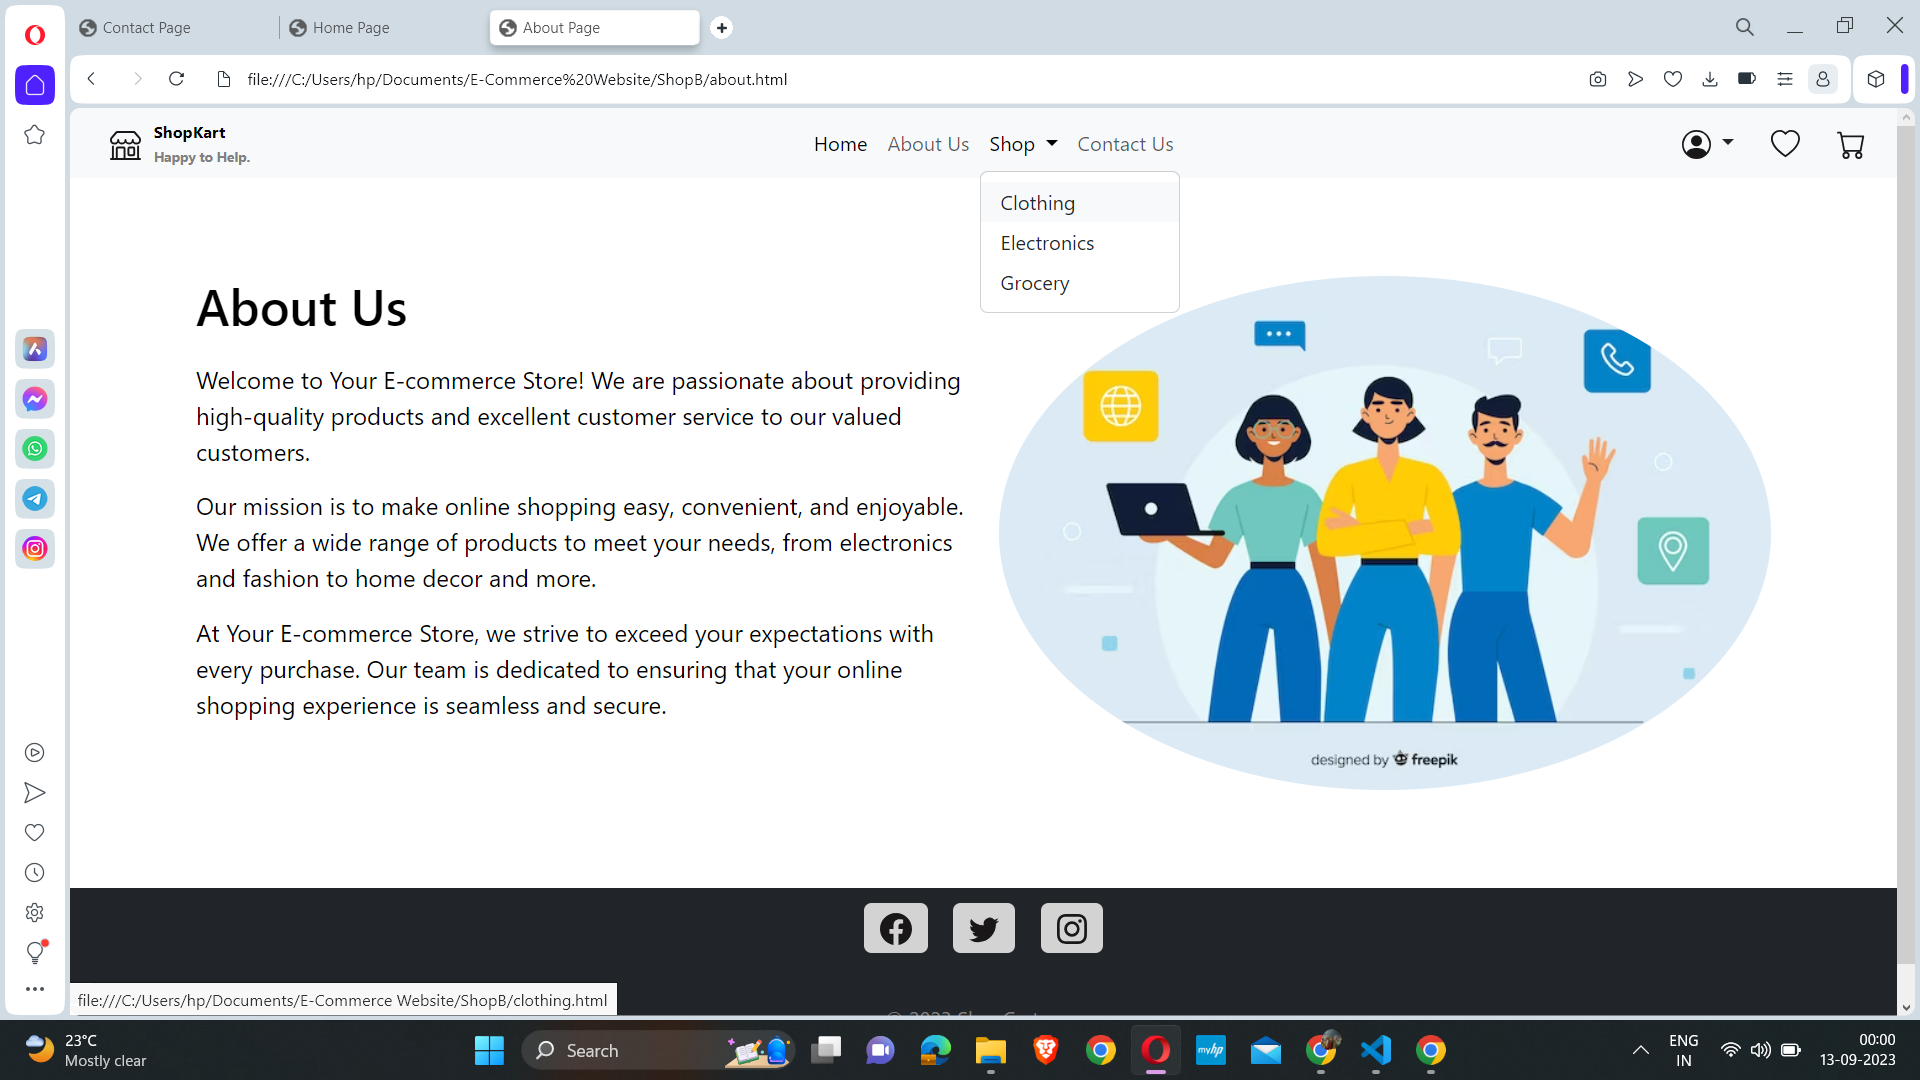 Contact Page
Home Page
About Page
file:///C:/Users/hp/Documents/E-Commerce%20Website/ShopB/about.html
ShopKart
Happy to Help.
Home
About Us
Shop
Contact Us
Clothing
Electronics
Grocery
About Us
Welcome to Your E-commerce Store! We are passionate about providing
high-quality products and excellent customer service to our valued
customers.
Our mission is to make online shopping easy, convenient, and enjoyable.
We offer a wide range of products to meet your needs, from electronics
and fashion to home decor and more.
At Your E-commerce Store, we strive to exceed your expectations with
every purchase. Our team is dedicated to ensuring that your online
shopping experience is seamless and secure.
designed by freepik
file:///C:/Users/hp/Documents/E-Commerce Website/ShopB/clothing.html
23°C
Mostly clear
Search
myhp
ENG
IN
00:00
13-09-2023